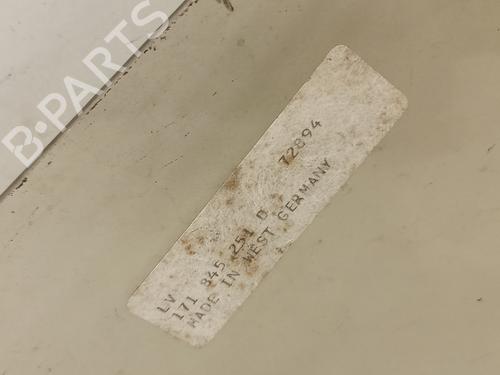 B-PARTS
LV 72894
171 845 251 D
MADE IN WEST GERMANY